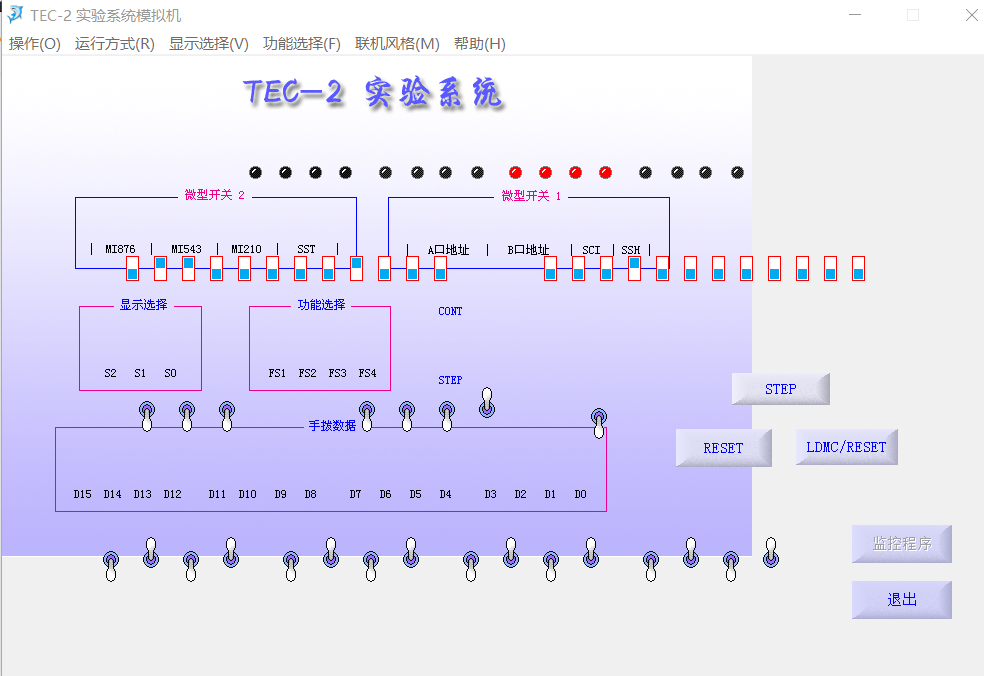 TEC-2 实验系统模拟机
操作(O) 运行方式(R) 显示选择(V) 功能选择(F) 联机风格(M) 帮助(H)
TEC-2 实验系统
微型开关 2 微型开关 1
| MI876 | MI543 | MI210 | SST | | A口地址 | B口地址 | SCI | SSH |
显示选择 功能选择 CONT
S2 S1 S0 FS1 FS2 FS3 FS4 STEP
STEP
手拨数据
RESET LDMC/RESET
D15 D14 D13 D12 D11 D10 D9 D8 D7 D6 D5 D4 D3 D2 D1 D0
监控程序
退出